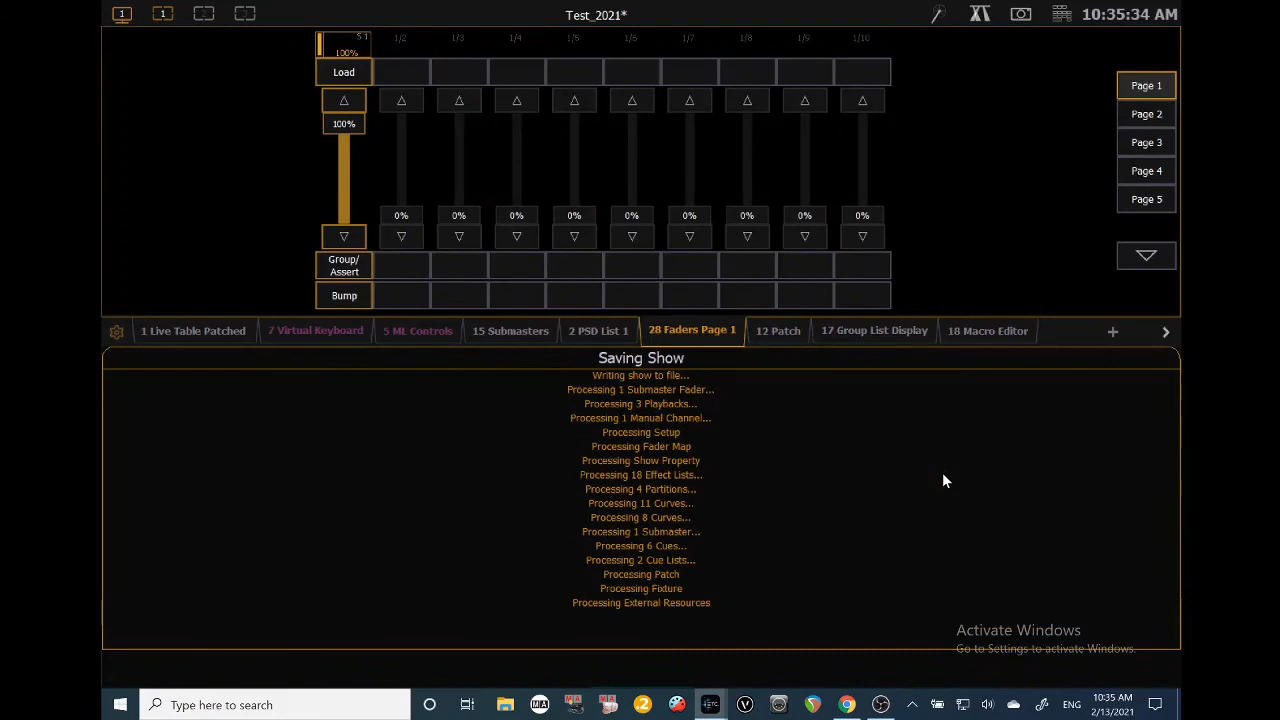 1 1 2 3 Test_2021* 10:35:34 AM
S 1 1/2 1/3 1/4 1/5 1/6 1/7 1/8 1/9 1/10
100%
Load
Page 1
100%
Page 2
Page 3
Page 4
Page 5
0% 0% 0% 0% 0% 0% 0% 0% 0%
Group/
Assert
Bump
1 Live Table Patched 7 Virtual Keyboard 5 ML Controls 15 Submasters 2 PSD List 1 28 Faders Page 1 12 Patch 17 Group List Display 18 Macro Editor + >
Saving Show
Writing show to file...
Processing 1 Submaster Fader...
Processing 3 Playbacks...
Processing 1 Manual Channel...
Processing Setup
Processing Fader Map
Processing Show Property
Processing 18 Effect Lists...
Processing 4 Partitions...
Processing 11 Curves...
Processing 8 Curves...
Processing 1 Submaster...
Processing 6 Cues...
Processing 2 Cue Lists...
Processing Patch
Processing Fixture
Processing External Resources
Activate Windows
Go to Settings to activate Windows.
Type here to search
ENG
10:35 AM
2/13/2021